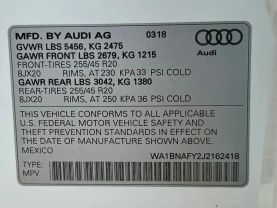 MFD. BY AUDI AG 0318
GVWR LBS 5456, KG 2475
GAWR FRONT LBS 2679, KG 1215
FRONT-TIRES 255/45 R20
8JX20 RIMS, AT 230 KPA 33 PSI COLD
GAWR REAR LBS 3042, KG 1380
REAR-TIRES 255/45 R20
8JX20 RIMS, AT 250 KPA 36 PSI COLD
Audi
THIS VEHICLE CONFORMS TO ALL APPLICABLE
FEDERAL MOTOR VEHICLE
SAFETY STANDARDS IN EFFECT ON THE
DATE OF MANUFACTURE SHOWN ABOVE.
MEXICO
WA1BNAFY2J2162418
TYPE:
MPV